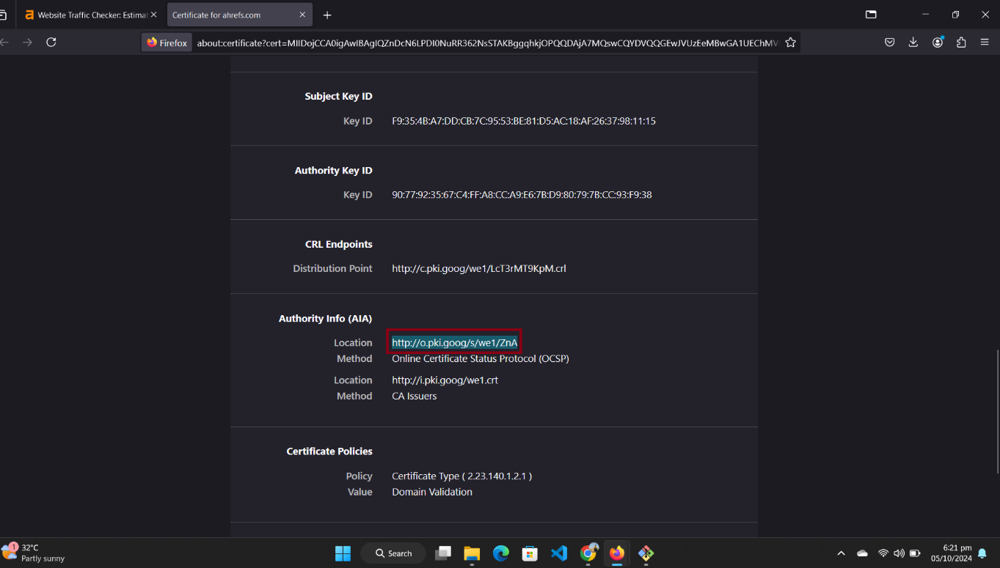 Website Traffic Checker: Estimat
Certificate for ahrefs.com
Firefox
about:certificate?cert=MIIDojCCA0igAwIBAgIQZnDcN6LPDI0NuRR362NsSTAKBggqhkjOPQQDAjA7MQswCQYDVQQGEwJVUzEeMBwGA1UEChMV
Subject Key ID
Key ID F9:35:4B:A7:DD:CB:7C:95:53:BE:81:D5:AC:18:AF:26:37:98:11:15
Authority Key ID
Key ID 90:77:92:35:67:C4:FF:A8:CC:A9:E6:7B:D9:80:79:7B:CC:93:F9:38
CRL Endpoints
Distribution Point http://c.pki.goog/we1/LcT3rMT9KpM.crl
Authority Info (AIA)
Location http://o.pki.goog/s/we1/ZnA
Method Online Certificate Status Protocol (OCSP)
Location http://i.pki.goog/we1.crt
Method CA Issuers
Certificate Policies
Policy Certificate Type ( 2.23.140.1.2.1 )
Value Domain Validation
1
32°C
Partly sunny
Search
6:21 pm
05/10/2024